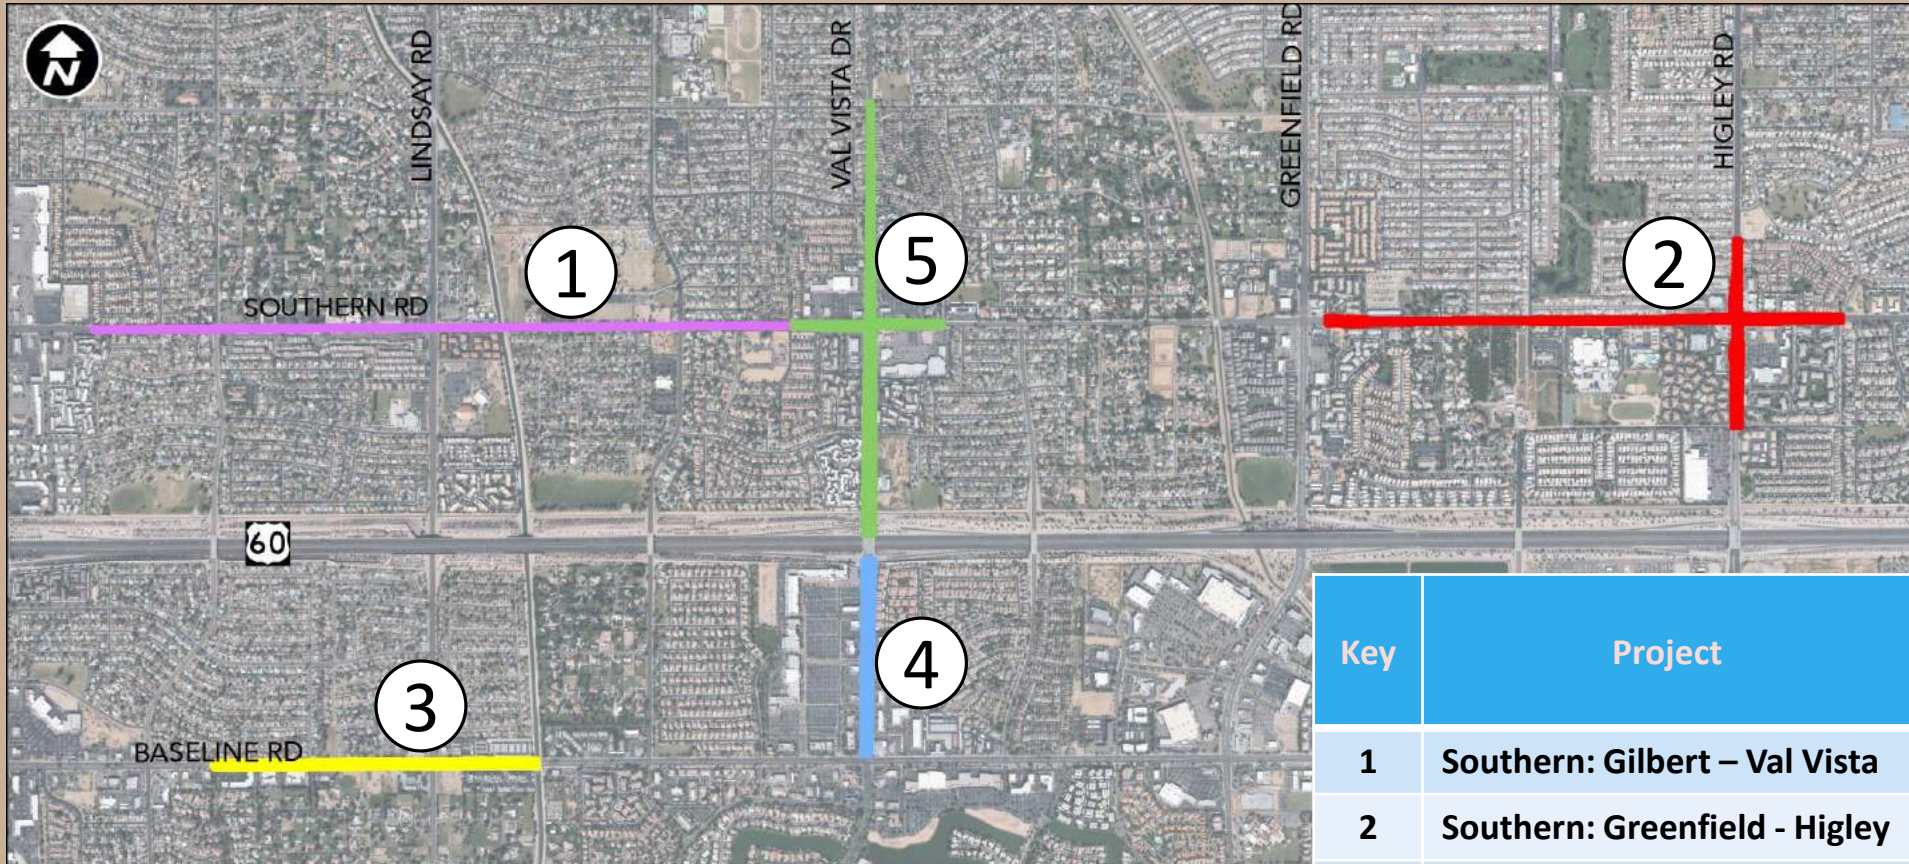 N
LINDSAY RD
VAL VISTA DR
GREENFIELD RD
HIGLEY RD
1
5
2
SOUTHERN RD
60
4
3
BASELINE RD
Key Project
1 Southern: Gilbert – Val Vista
2 Southern: Greenfield - Higley